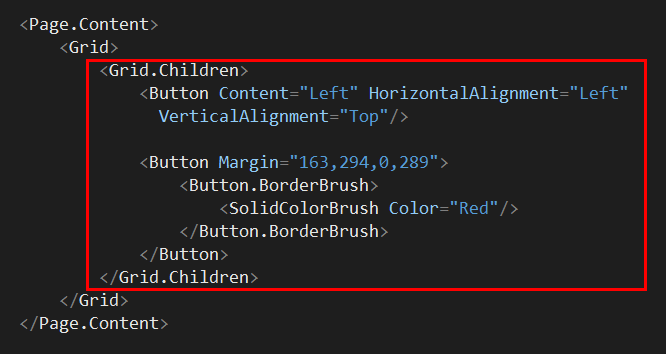 <Page.Content>
<Grid>
<Grid.Children>
<Button Content="Left" HorizontalAlignment="Left"
VerticalAlignment="Top"/>
<Button Margin="163,294,0,289">
<Button.BorderBrush>
<SolidColorBrush Color="Red"/>
</Button.BorderBrush>
</Button>
</Grid.Children>
</Grid>
</Page.Content>